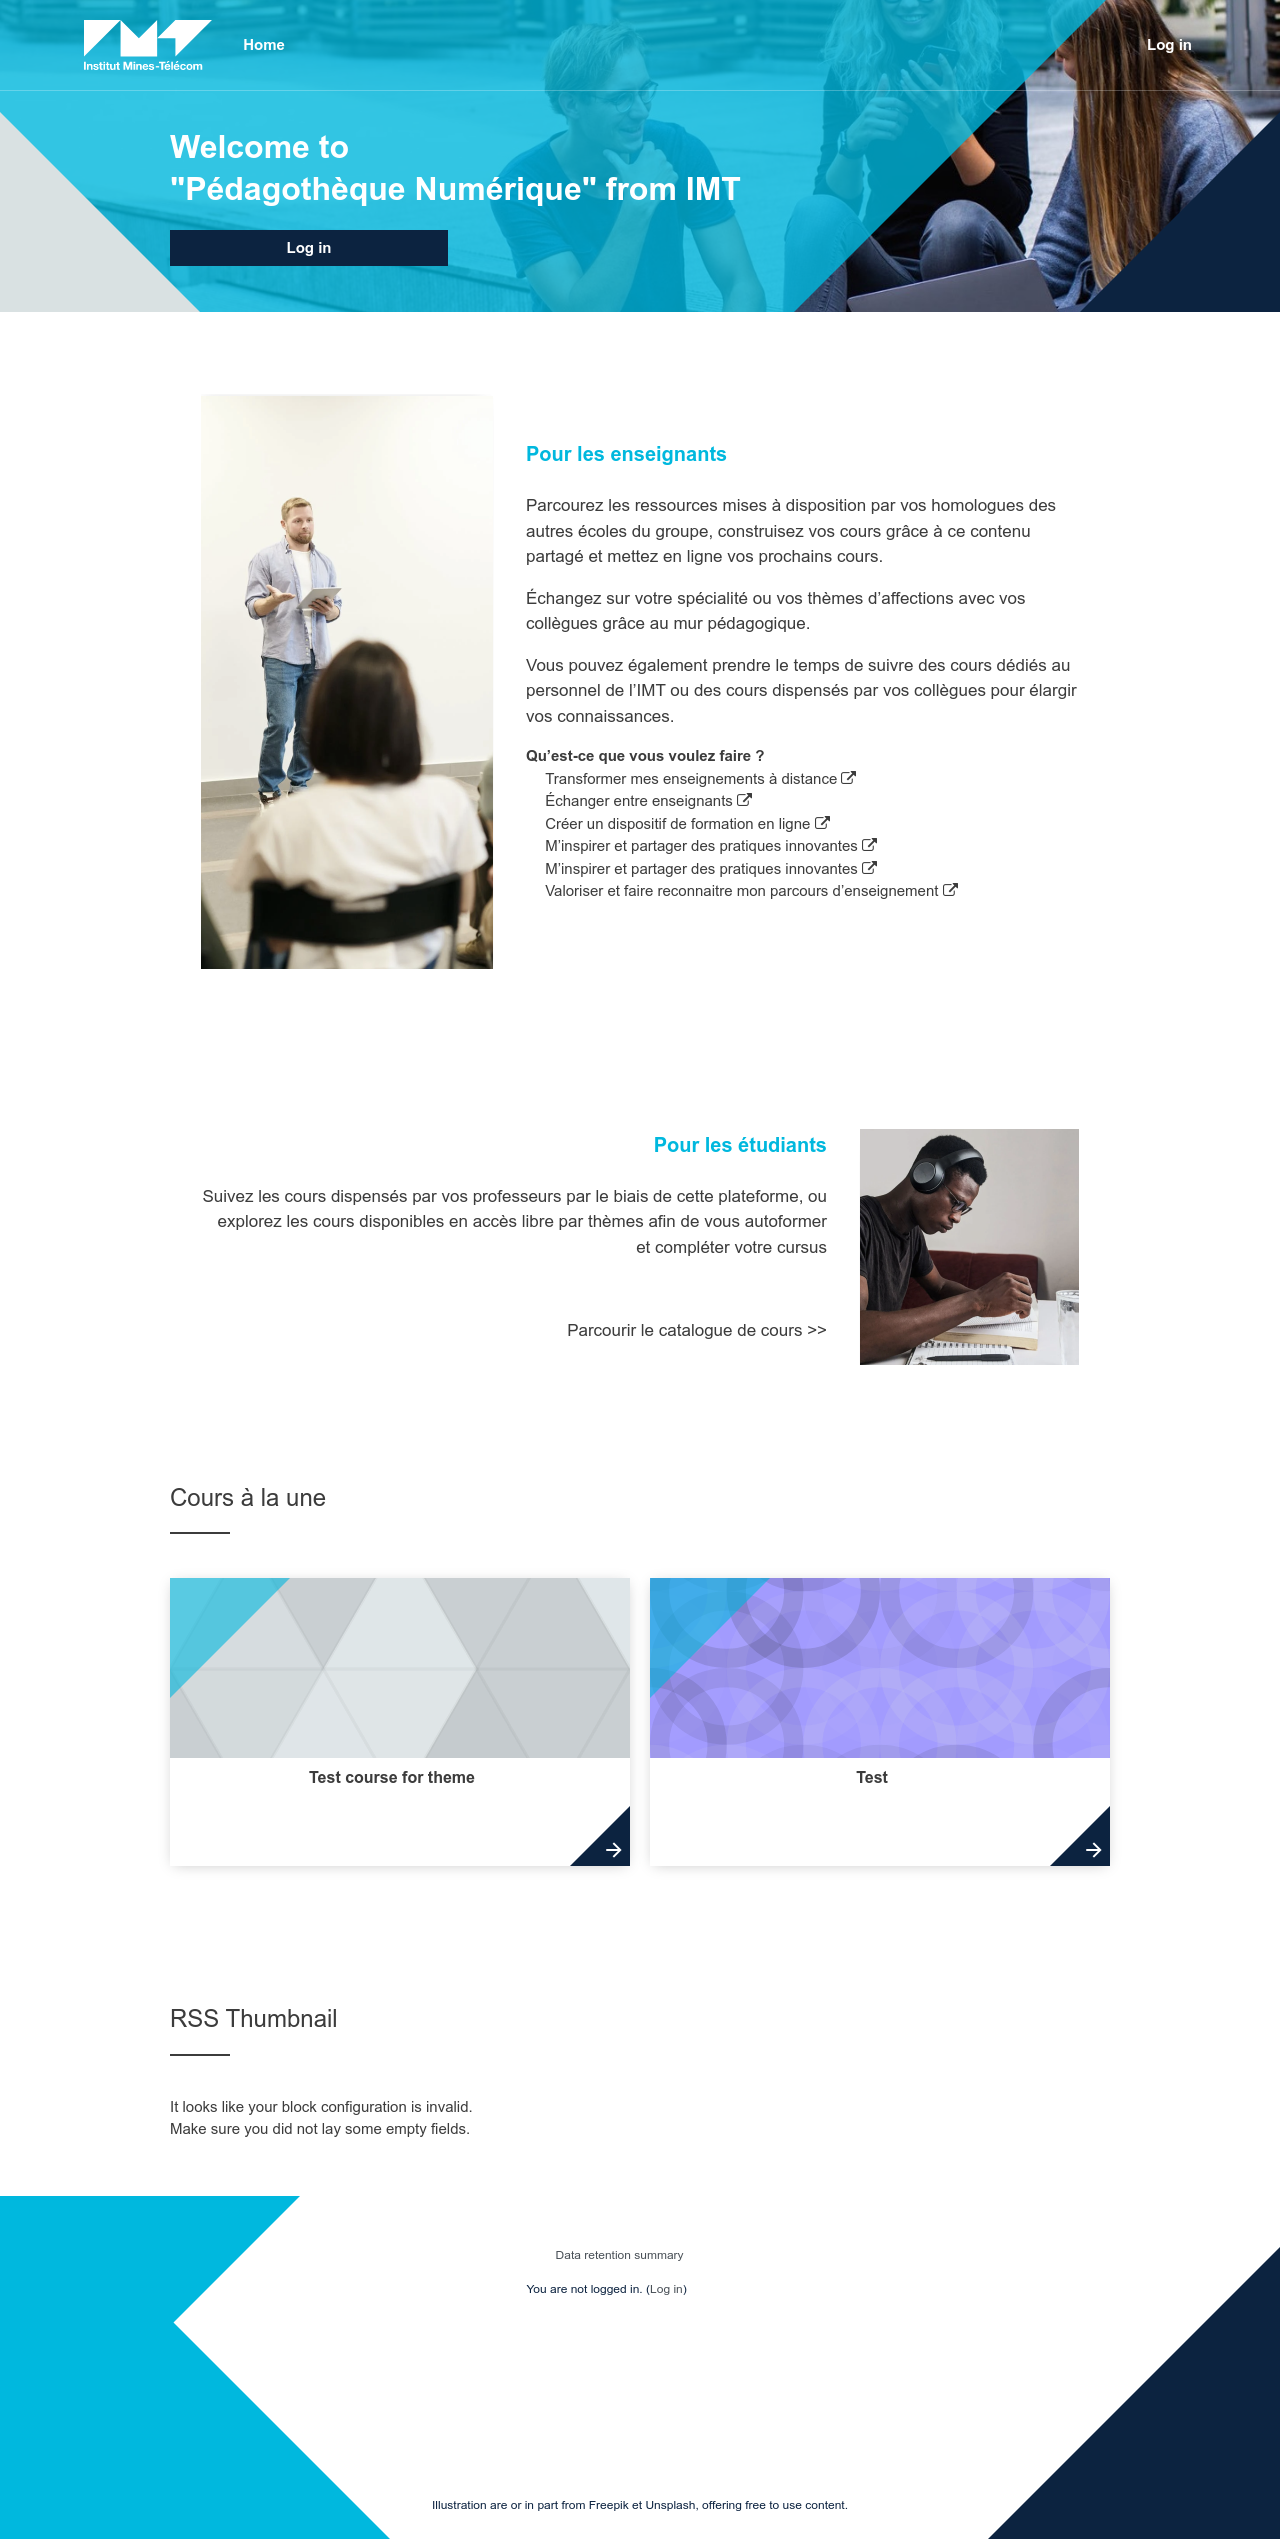 Institut Mines-Télécom
Home
Log in
Welcome to
"Pédagothèque Numérique" from IMT
Log in
Pour les enseignants
Parcourez les ressources mises à disposition par vos homologues des
autres écoles du groupe, construisez vos cours grâce à ce contenu
partagé et mettez en ligne vos prochains cours.
Échangez sur votre spécialité ou vos thèmes d’affections avec vos
collègues grâce au mur pédagogique.
Vous pouvez également prendre le temps de suivre des cours dédiés au
personnel de l’IMT ou des cours dispensés par vos collègues pour élargir
vos connaissances.
Qu’est-ce que vous voulez faire ?
Transformer mes enseignements à distance
Échanger entre enseignants
Créer un dispositif de formation en ligne
M’inspirer et partager des pratiques innovantes
M’inspirer et partager des pratiques innovantes
Valoriser et faire reconnaitre mon parcours d’enseignement
Pour les étudiants
Suivez les cours dispensés par vos professeurs par le biais de cette plateforme, ou
explorez les cours disponibles en accès libre par thèmes afin de vous autoformer
et compléter votre cursus
Parcourir le catalogue de cours >>
Cours à la une
Test course for theme
Test
RSS Thumbnail
It looks like your block configuration is invalid.
Make sure you did not lay some empty fields.
Data retention summary
You are not logged in. (Log in)
Illustration are or in part from Freepik et Unsplash, offering free to use content.